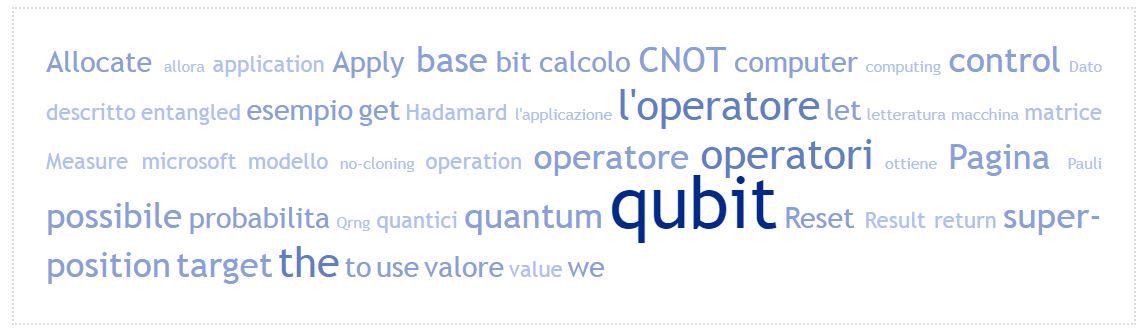 Allocate allora application Apply base bit calcolo CNOT computer computing control Dato
descritto entangled esempio get Hadamard l'applicazione l'operatore let letteratura macchina matrice
Measure microsoft modello no-cloning operation operatore operatori ottiene Pagina Pauli
possibile probabilita Qrng quantici quantum qubit Reset Result return super-
position target the to use valore value we